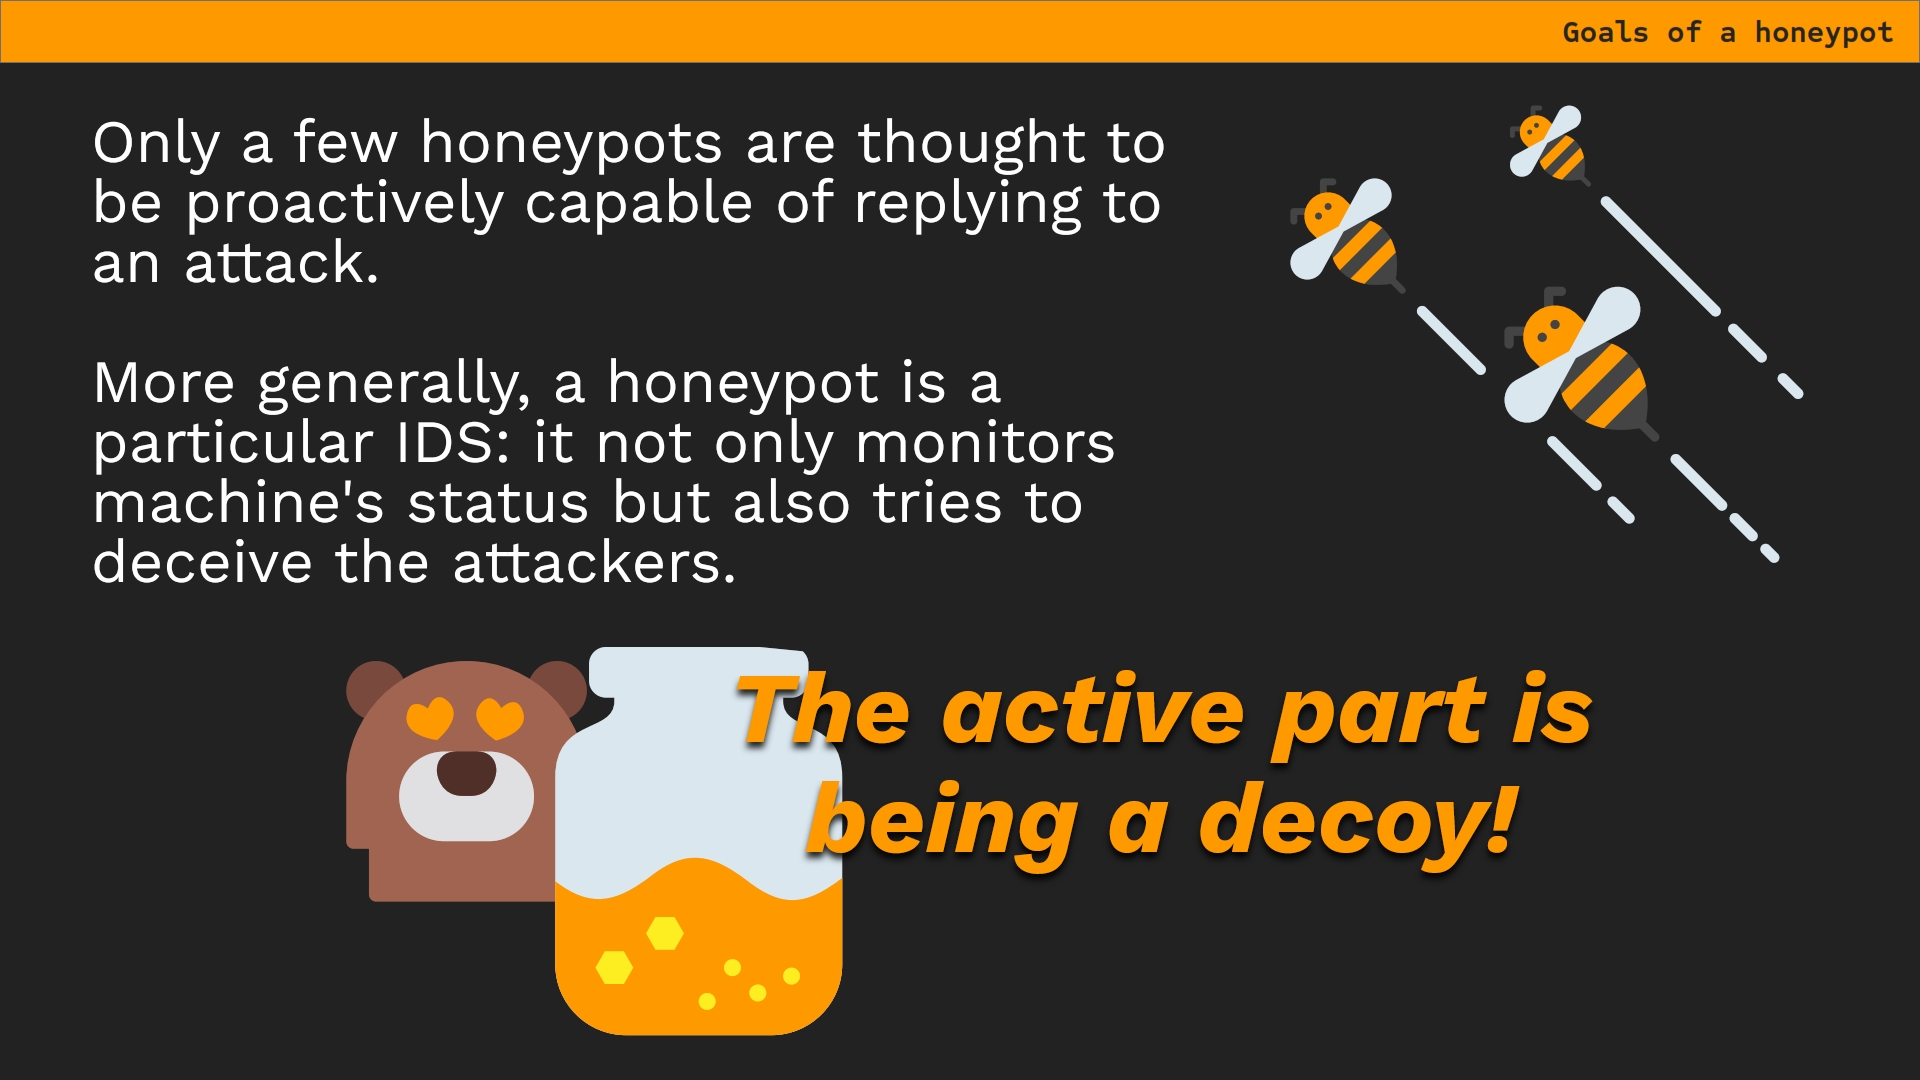 Goals of a honeypot
Only a few honeypots are thought to
be proactively capable of replying to
an attack.
More generally, a honeypot is a
particular IDS: it not only monitors
machine's status but also tries to
deceive the attackers.
The active part is
being a decoy!